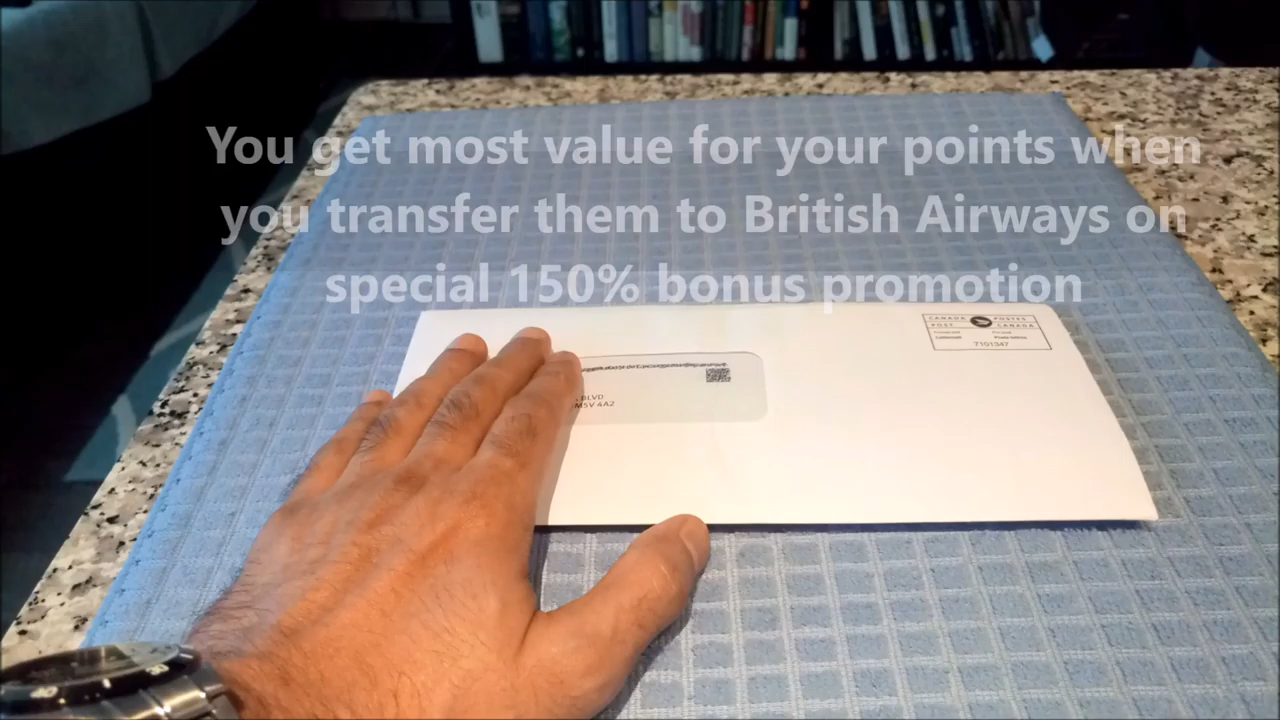 You get most value for your points when
you transfer them to British Airways on
special 150% bonus promotion
CANADA POSTES
POST CANADA
7101347
BLVD
M5V 4A2